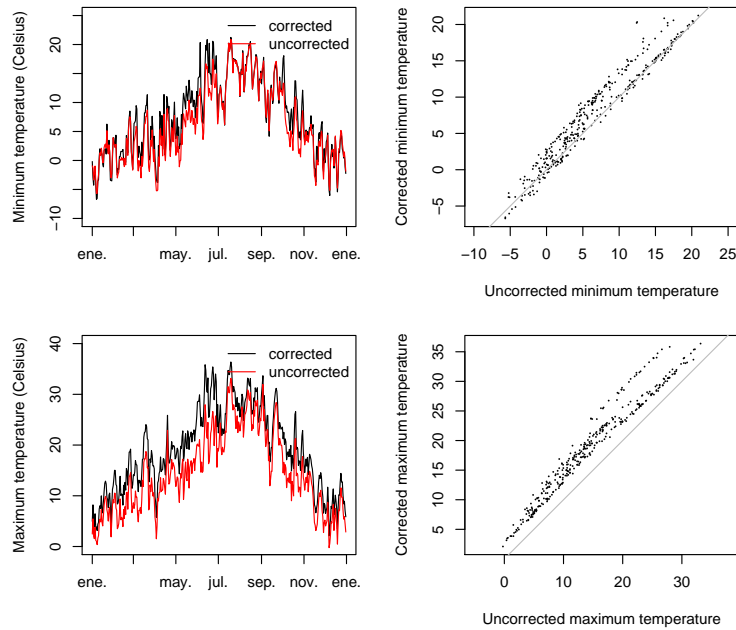 Minimum temperature (Celsius)
20
15
10
5
0
−10
corrected
uncorrected
ene.
may.
jul.
sep.
nov.
ene.
Corrected minimum temperature
20
15
10
5
0
−5
−10
−5
0
5
10
15
20
25
Uncorrected minimum temperature
Maximum temperature (Celsius)
40
30
20
10
0
corrected
uncorrected
ene.
may.
jul.
sep.
nov.
ene.
Corrected maximum temperature
35
30
25
20
15
10
5
0
10
20
30
Uncorrected maximum temperature